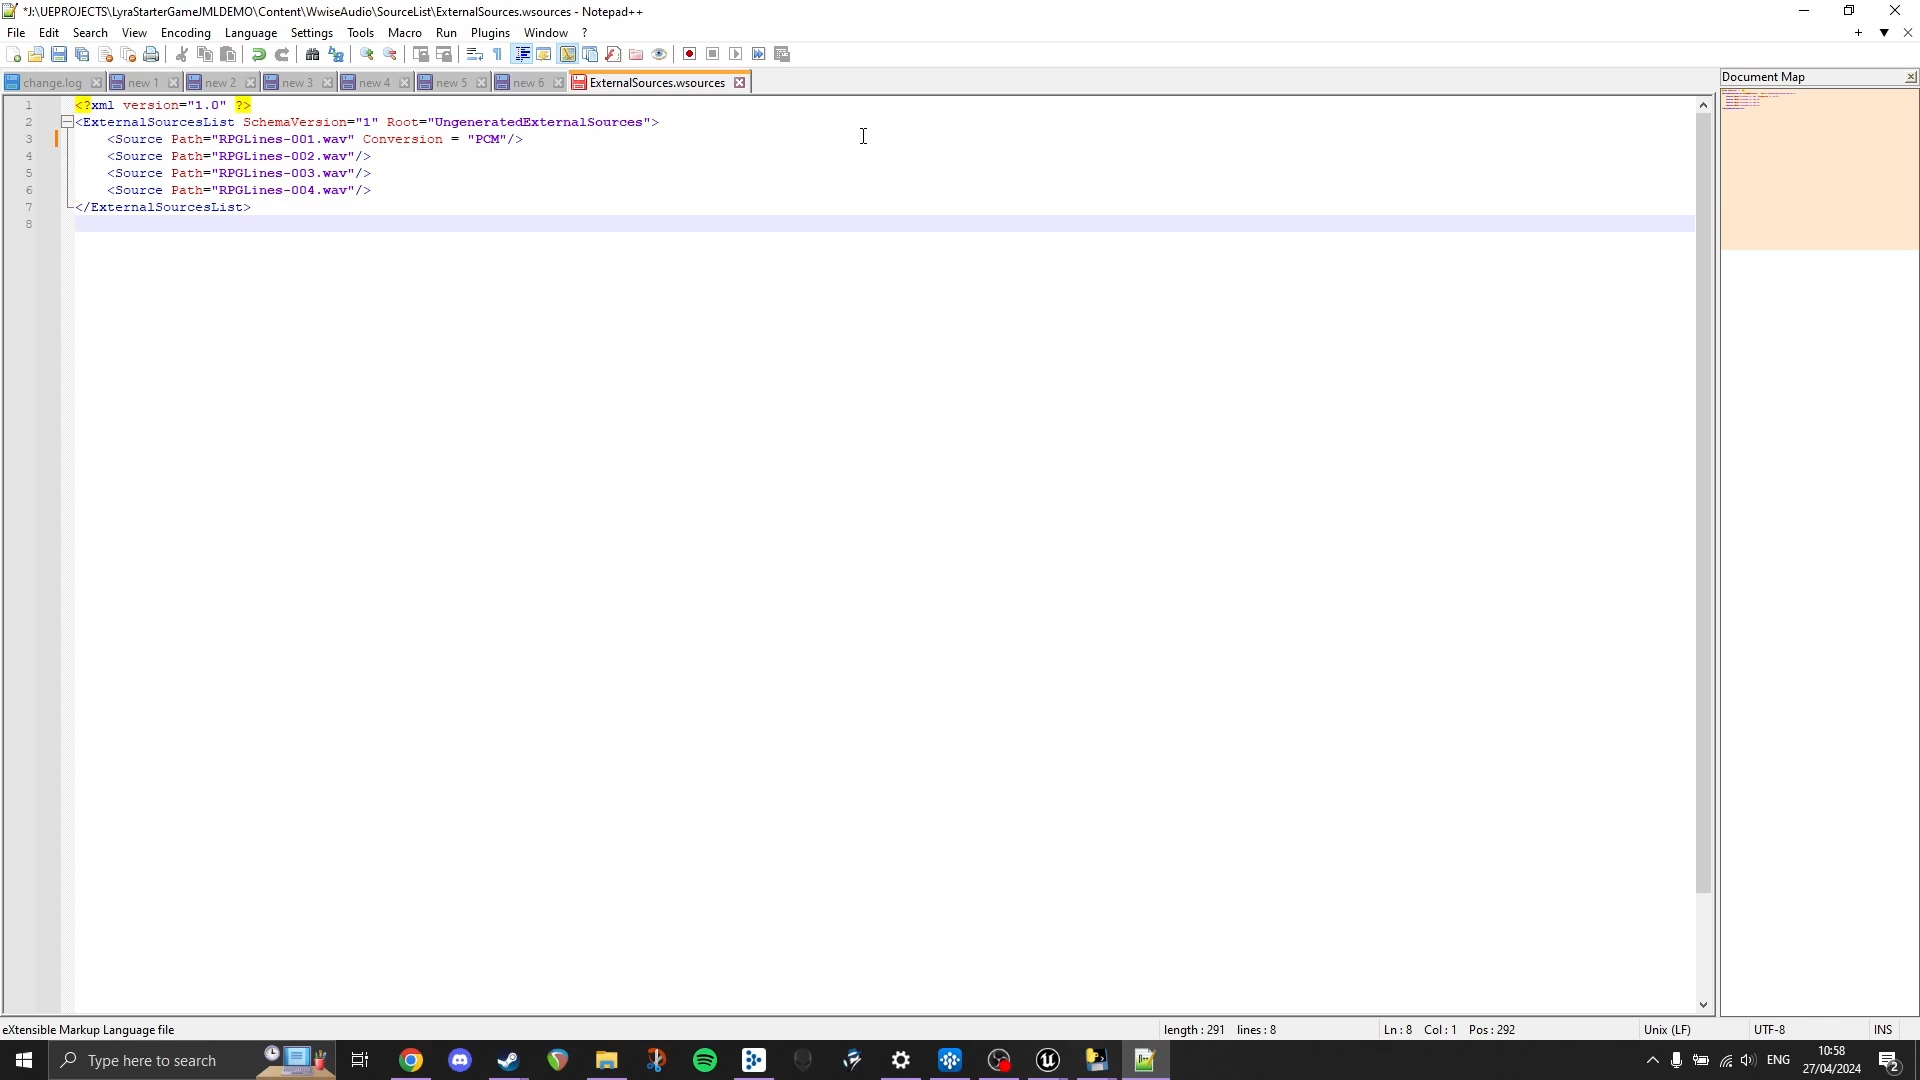 *J:\UEPROJECTS\LyraStarterGameJMLDEMO\Content\WwiseAudio\SourceList\ExternalSources.wsources - Notepad++
File Edit Search View Encoding Language Settings Tools Macro Run Plugins Window ?
change.log new 1 new 2 new 3 new 4 new 5 new 6 ExternalSources.wsources
Document Map
1 <?xml version="1.0" ?>
2 <ExternalSourcesList SchemaVersion="1" Root="UngeneratedExternalSources">
3 <Source Path="RPGLines-001.wav" Conversion = "PCM"/>
4 <Source Path="RPGLines-002.wav"/>
5 <Source Path="RPGLines-003.wav"/>
6 <Source Path="RPGLines-004.wav"/>
7 </ExternalSourcesList>
8
eXtensible Markup Language file length : 291 lines : 8 Ln : 8 Col : 1 Pos : 292 Unix (LF) UTF-8 INS
Type here to search
ENG
10:58
27/04/2024
2